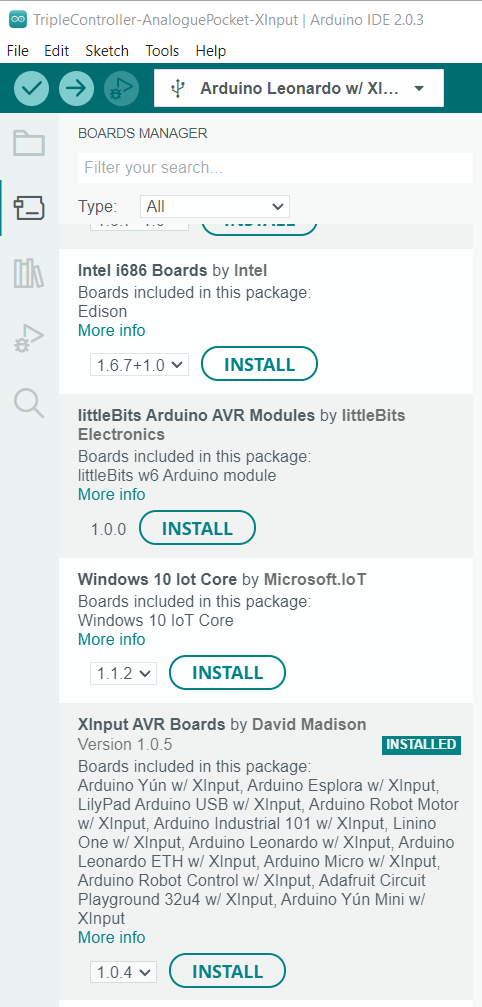 TripleController-AnaloguePocket-XInput | Arduino IDE 2.0.3
File Edit Sketch Tools Help
Arduino Leonardo w/ XI...
BOARDS MANAGER
Filter your search...
Type: All
Intel i686 Boards by Intel
Boards included in this package:
Edison
More info
1.6.7+1.0 INSTALL
littleBits Arduino AVR Modules by littleBits
Electronics
Boards included in this package:
littleBits w6 Arduino module
More info
1.0.0 INSTALL
Windows 10 Iot Core by Microsoft.IoT
Boards included in this package:
Windows 10 IoT Core
More info
1.1.2 INSTALL
XInput AVR Boards by David Madison
Version 1.0.5 INSTALLED
Boards included in this package:
Arduino Yún w/ XInput, Arduino Esplora w/ XInput,
LilyPad Arduino USB w/ XInput, Arduino Robot Motor
w/ XInput, Arduino Industrial 101 w/ XInput, Linino
One w/ XInput, Arduino Leonardo w/ XInput, Arduino
Leonardo ETH w/ XInput, Arduino Micro w/ XInput,
Arduino Robot Control w/ XInput, Adafruit Circuit
Playground 32u4 w/ XInput, Arduino Yún Mini w/
XInput
More info
1.0.4 INSTALL